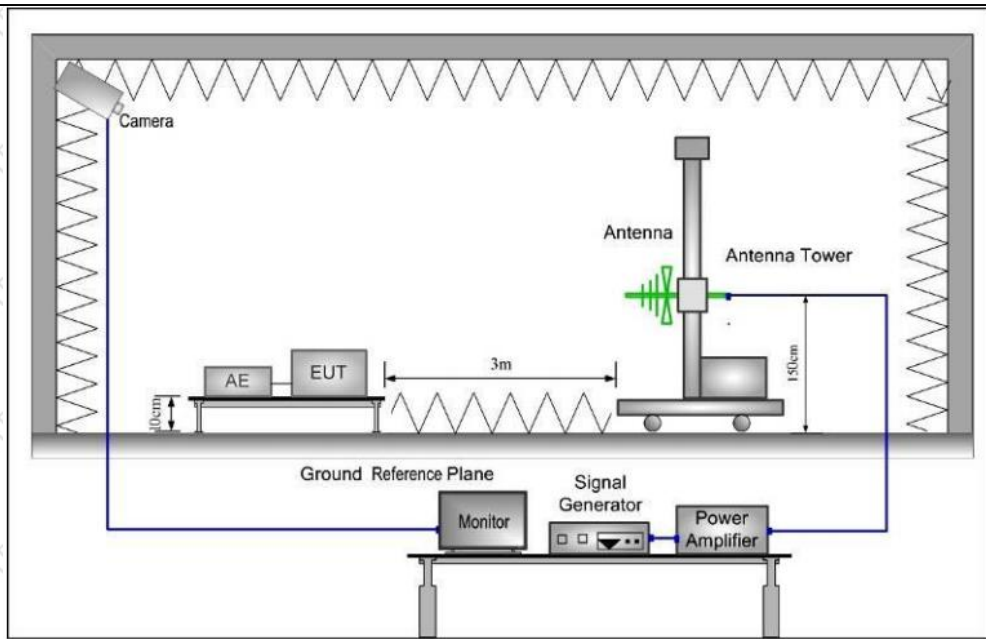 Camera
Antenna
Antenna Tower
3m
150cm
AE
EUT
Ground Reference Plane
Signal
Generator
Monitor
Power
Amplifier